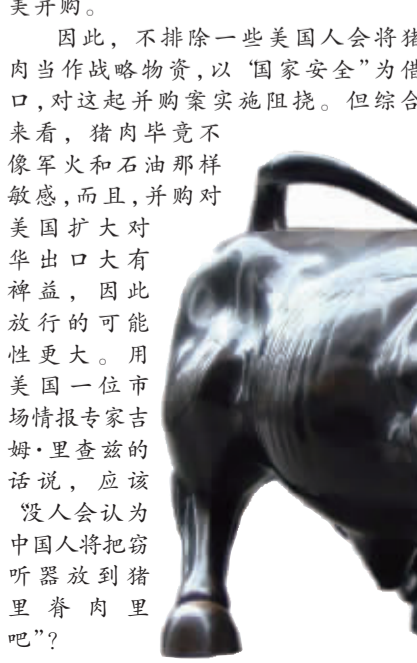 美并购。
因此，不排除一些美国人会将猪
肉当作战略物资，以“国家安全”为借
口，对这起并购案实施阻挠。但综合
来看，猪肉毕竟不
像军火和石油那样
敏感，而且，并购对
美国扩大对
华出口大有
裨益，因此
放行的可能
性更大。用
美国一位市
场情报专家吉
姆·里查兹的
话说，应该
“没人会认为
中国人将把窃
听器放到猪
里脊肉里
吧”？